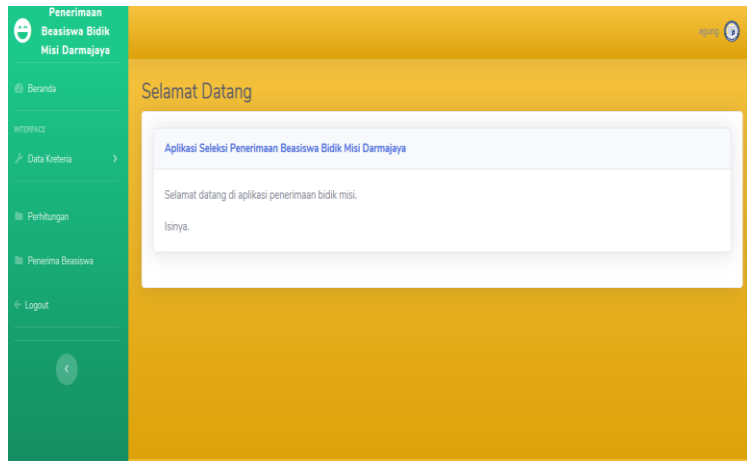 Penerimaan
Beasiswa Bidik
Misi Darmajaya
agung
Beranda
Selamat Datang
INTERFACE
Data Kreteria
Aplikasi Seleksi Penerimaan Beasiswa Bidik Misi Darmajaya
Selamat datang di aplikasi penerimaan bidik misi.
Isinya.
Perhitungan
Penerima Beasiswa
Logout